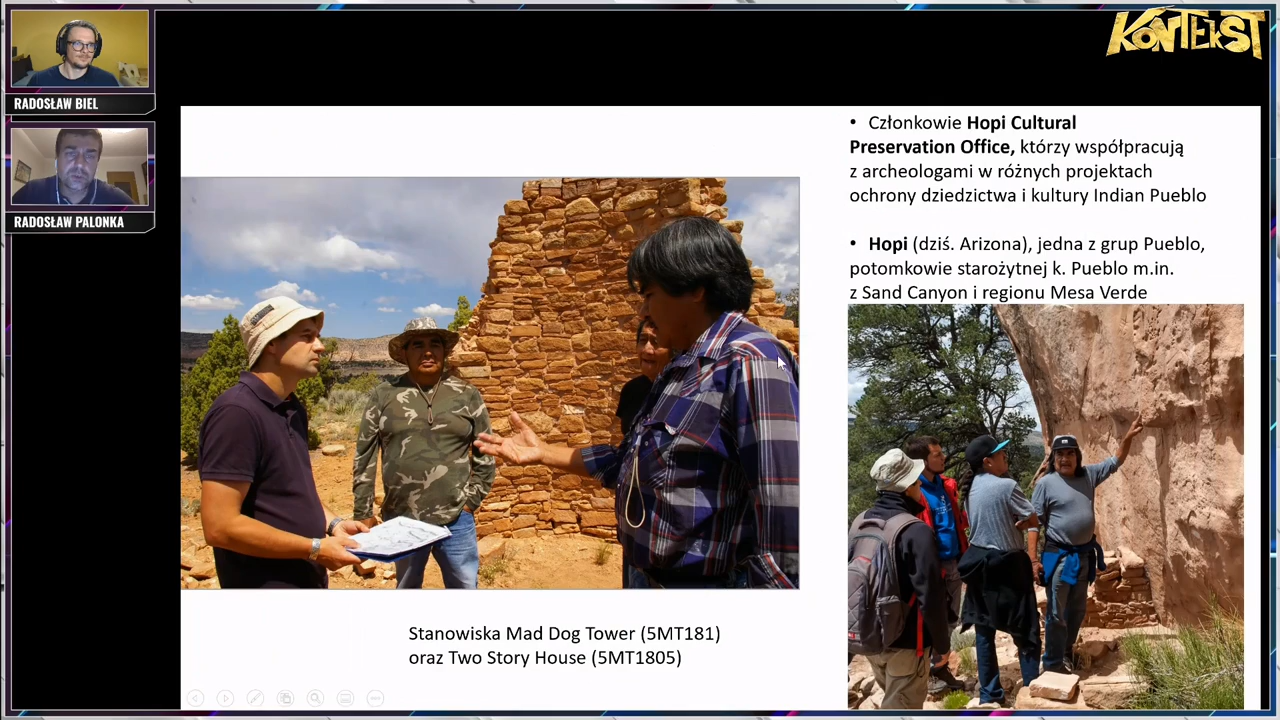 KONTEKST
RADOSŁAW BIEL
RADOSŁAW PALONKA
• Członkowie Hopi Cultural
Preservation Office, którzy współpracują
z archeologami w różnych projektach
ochrony dziedzictwa i kultury Indian Pueblo
• Hopi (dziś. Arizona), jedna z grup Pueblo,
potomkowie starożytnej k. Pueblo m.in.
z Sand Canyon i regionu Mesa Verde
Stanowiska Mad Dog Tower (5MT181)
oraz Two Story House (5MT1805)